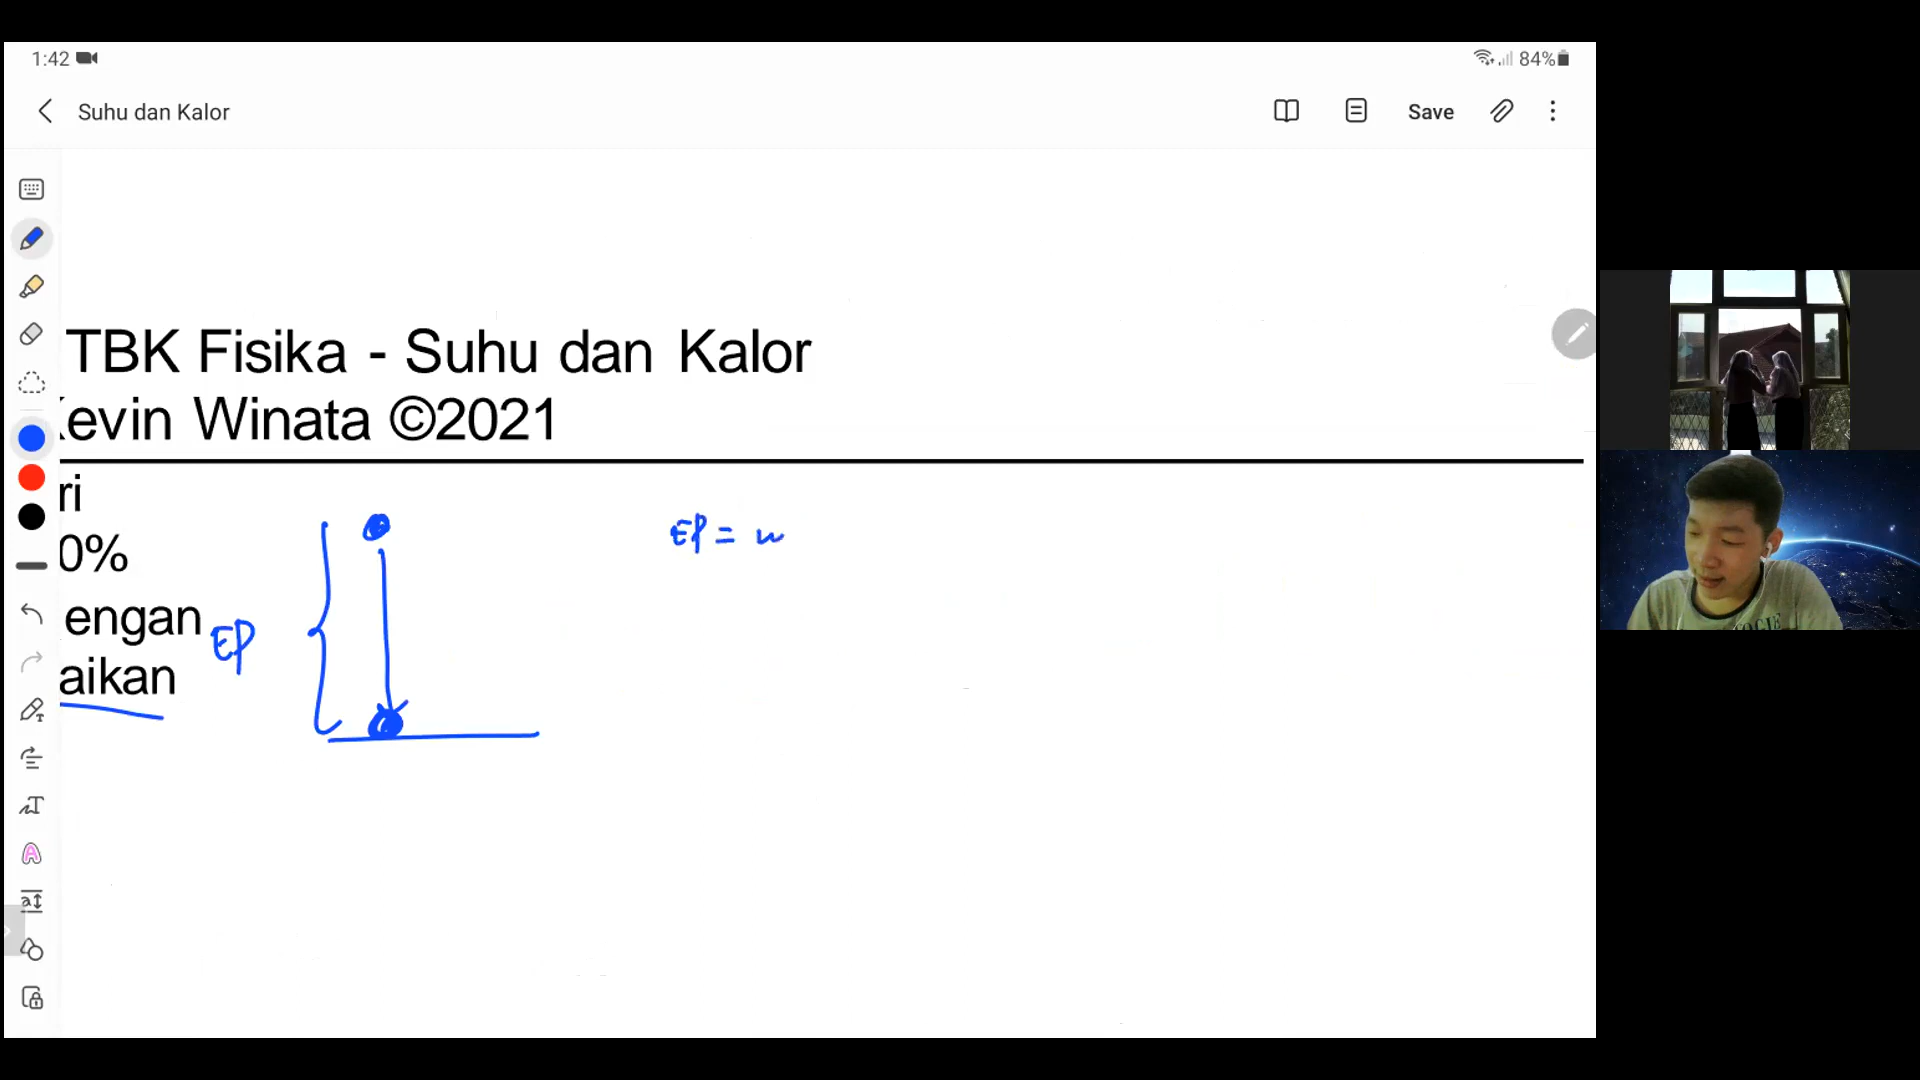 1:42
84%
Suhu dan Kalor
Save
TBK Fisika - Suhu dan Kalor
Kevin Winata ©2021
ri
0%
engan
aikan
EP
EP =